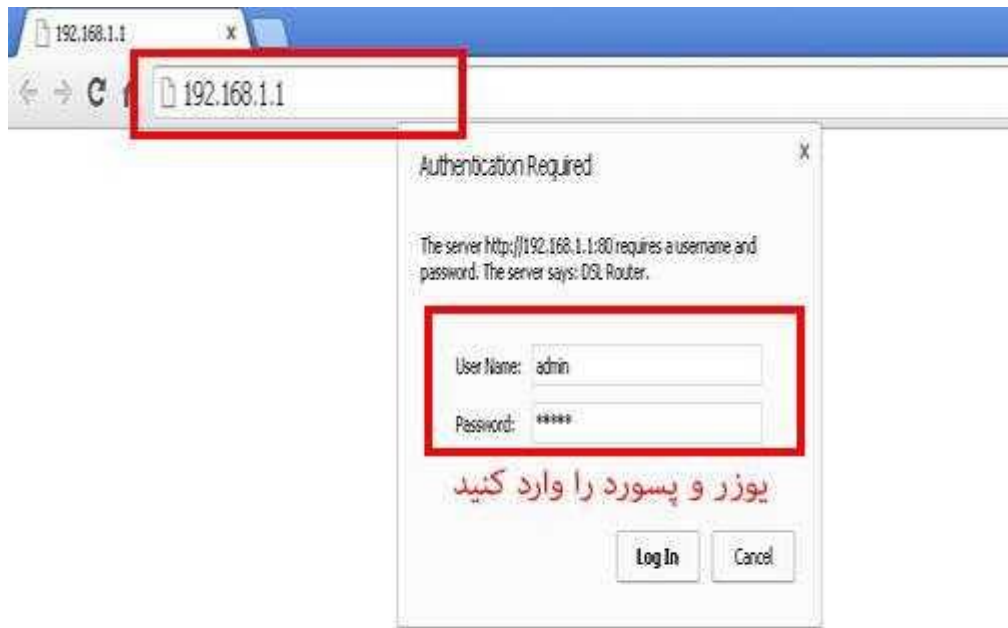 192.168.1.1 x
192.168.1.1
Authentication Required x
The server http://192.168.1.1:80 requires a username and
password. The server says: DSL Router.
User Name: admin
Password: *****
یوزر و پسورد را وارد کنید
Log In Cancel